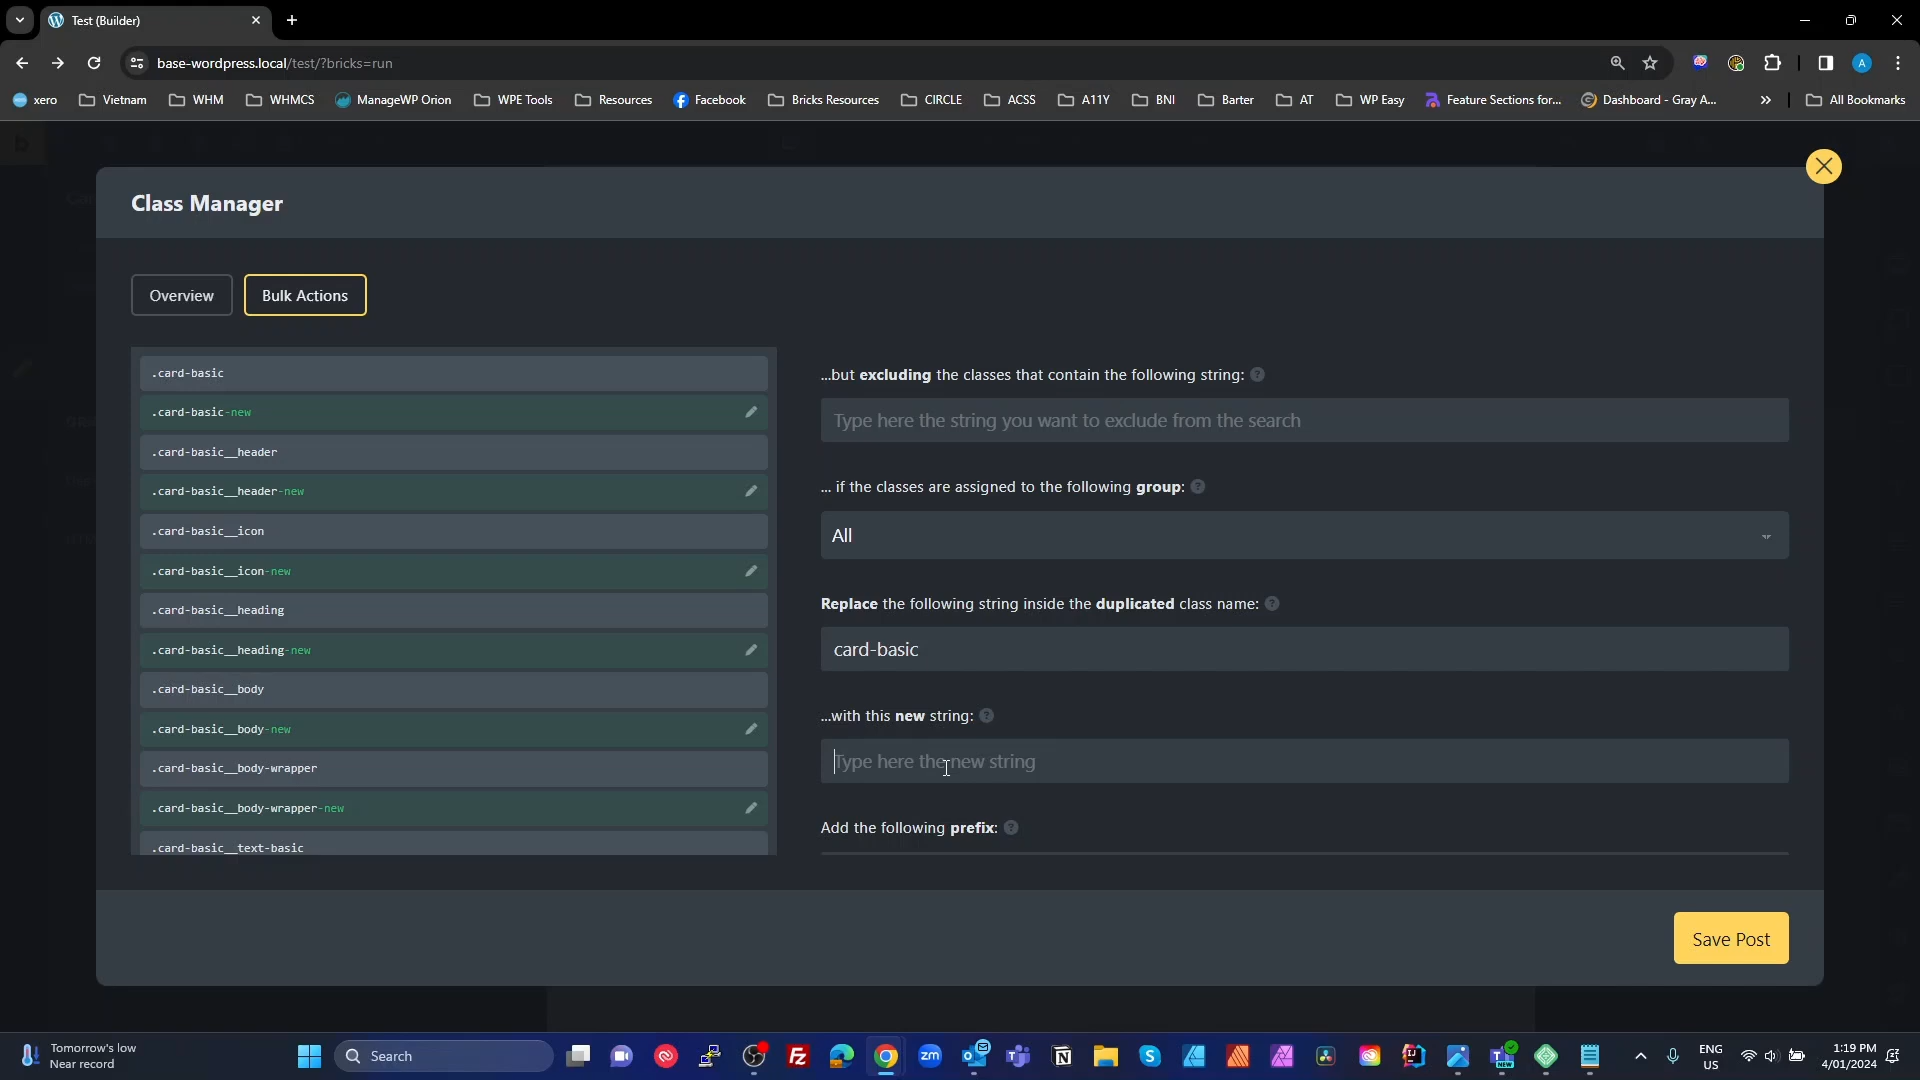 Test (Builder)
base-wordpress.local/test/?bricks=run
A
xero
Vietnam
WHM
WHMCS
ManageWP Orion
WPE Tools
Resources
Facebook
Bricks Resources
CIRCLE
ACSS
A11Y
BNI
Barter
AT
WP Easy
Feature Sections for...
Dashboard - Gray A...
»
All Bookmarks
Class Manager
Overview
Bulk Actions
.card-basic
.card-basic-new
.card-basic__header
.card-basic__header-new
.card-basic__icon
.card-basic__icon-new
.card-basic__heading
.card-basic__heading-new
.card-basic__body
.card-basic__body-new
.card-basic__body-wrapper
.card-basic__body-wrapper-new
.card-basic__text-basic
...but excluding the classes that contain the following string:
Type here the string you want to exclude from the search
... if the classes are assigned to the following group:
All
Replace the following string inside the duplicated class name:
card-basic
...with this new string:
Type here the new string
Add the following prefix:
Save Post
Tomorrow's low
Near record
Search
zm
ENG
US
1:19 PM
4/01/2024